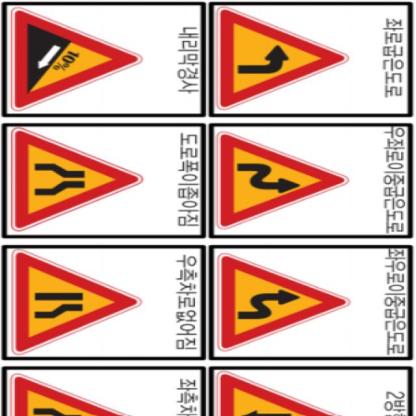 좌로굽은도로
우좌로이중굽은도로
좌우로이중굽은도로
2방
내리막경사
10%
도로폭이좁아짐
우측차로없어짐
좌측차